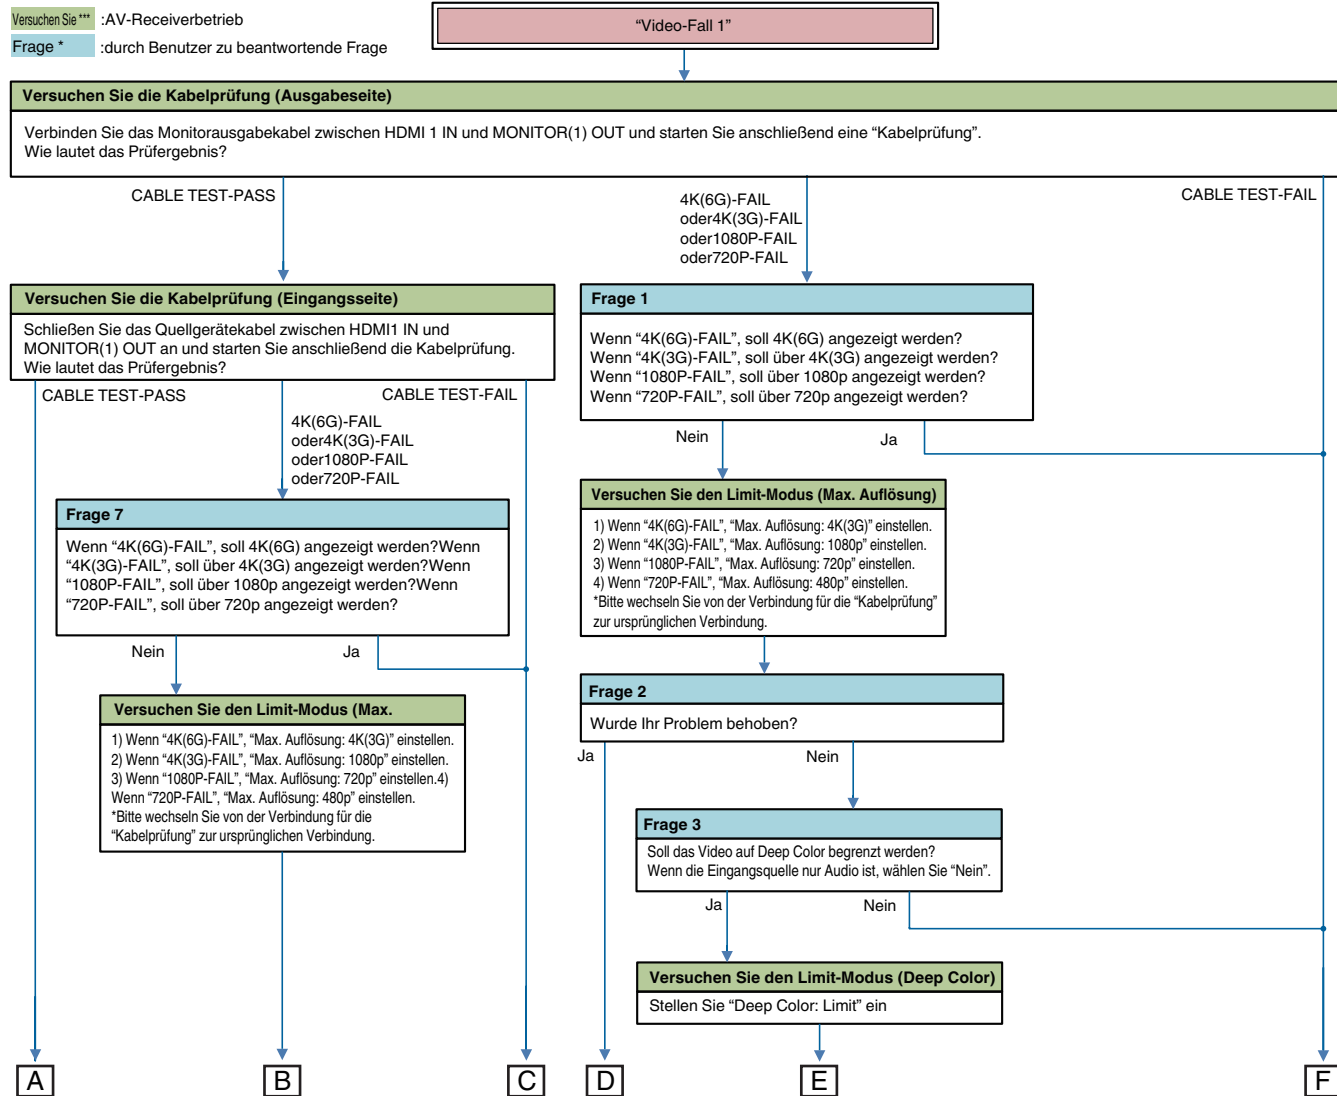 Versuchen Sie *** :AV-Receiverbetrieb
Frage * :durch Benutzer zu beantwortende Frage
“Video-Fall 1”
Versuchen Sie die Kabelprüfung (Ausgabeseite)
Verbinden Sie das Monitorausgabekabel zwischen HDMI 1 IN und MONITOR(1) OUT und starten Sie anschließend eine “Kabelprüfung”.
Wie lautet das Prüfergebnis?
CABLE TEST-PASS
4K(6G)-FAIL
oder4K(3G)-FAIL
oder1080P-FAIL
oder720P-FAIL
CABLE TEST-FAIL
Versuchen Sie die Kabelprüfung (Eingangsseite)
Schließen Sie das Quellgerätekabel zwischen HDMI1 IN und
MONITOR(1) OUT an und starten Sie anschließend die Kabelprüfung.
Wie lautet das Prüfergebnis?
CABLE TEST-PASS
4K(6G)-FAIL
oder4K(3G)-FAIL
oder1080P-FAIL
oder720P-FAIL
CABLE TEST-FAIL
Frage 7
Wenn “4K(6G)-FAIL”, soll 4K(6G) angezeigt werden?Wenn
“4K(3G)-FAIL”, soll über 4K(3G) angezeigt werden?Wenn
“1080P-FAIL”, soll über 1080p angezeigt werden?Wenn
“720P-FAIL”, soll über 720p angezeigt werden?
Nein
Ja
Versuchen Sie den Limit-Modus (Max.
1) Wenn “4K(6G)-FAIL”, “Max. Auflösung: 4K(3G)” einstellen.
2) Wenn “4K(3G)-FAIL”, “Max. Auflösung: 1080p” einstellen.
3) Wenn “1080P-FAIL”, “Max. Auflösung: 720p” einstellen.4)
Wenn “720P-FAIL”, “Max. Auflösung: 480p” einstellen.
*Bitte wechseln Sie von der Verbindung für die
“Kabelprüfung” zur ursprünglichen Verbindung.
Frage 1
Wenn “4K(6G)-FAIL”, soll 4K(6G) angezeigt werden?
Wenn “4K(3G)-FAIL”, soll über 4K(3G) angezeigt werden?
Wenn “1080P-FAIL”, soll über 1080p angezeigt werden?
Wenn “720P-FAIL”, soll über 720p angezeigt werden?
Nein
Ja
Versuchen Sie den Limit-Modus (Max. Auflösung)
1) Wenn “4K(6G)-FAIL”, “Max. Auflösung: 4K(3G)” einstellen.
2) Wenn “4K(3G)-FAIL”, “Max. Auflösung: 1080p” einstellen.
3) Wenn “1080P-FAIL”, “Max. Auflösung: 720p” einstellen.
4) Wenn “720P-FAIL”, “Max. Auflösung: 480p” einstellen.
*Bitte wechseln Sie von der Verbindung für die “Kabelprüfung”
zur ursprünglichen Verbindung.
Frage 2
Wurde Ihr Problem behoben?
Ja
Nein
Frage 3
Soll das Video auf Deep Color begrenzt werden?
Wenn die Eingangsquelle nur Audio ist, wählen Sie “Nein”.
Ja
Nein
Versuchen Sie den Limit-Modus (Deep Color)
Stellen Sie “Deep Color: Limit” ein
A
B
C
D
E
F